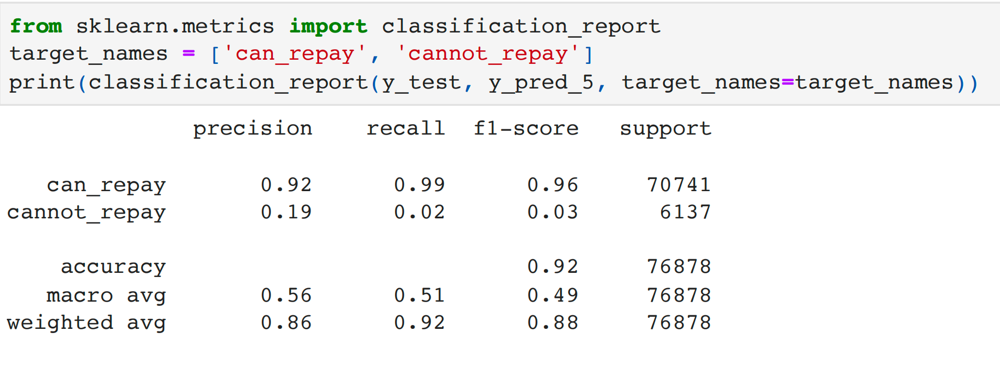 from sklearn.metrics import classification_report
target_names = ['can_repay', 'cannot_repay']
print(classification_report(y_test, y_pred_5, target_names=target_names))
precision recall f1-score support
can_repay 0.92 0.99 0.96 70741
cannot_repay 0.19 0.02 0.03 6137
accuracy 0.92 76878
macro avg 0.56 0.51 0.49 76878
weighted avg 0.86 0.92 0.88 76878